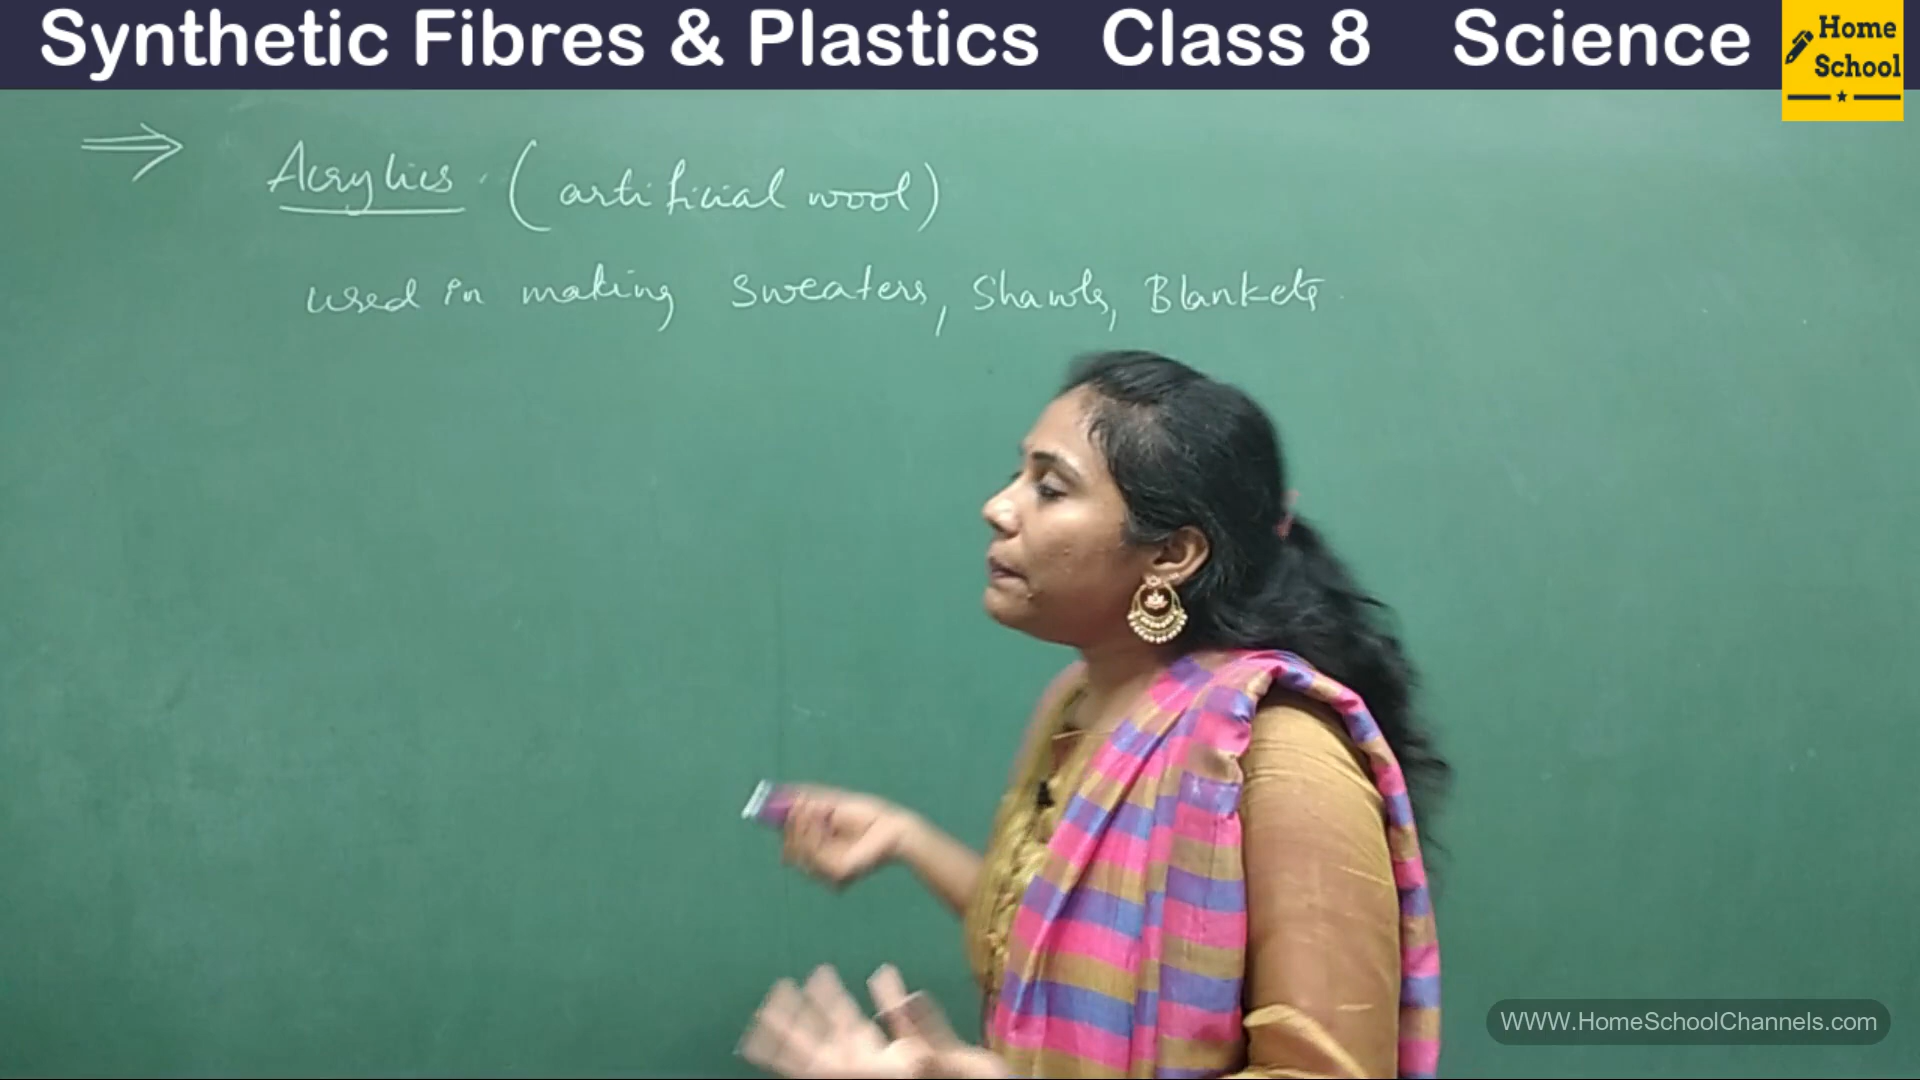 Synthetic Fibres & Plastics Class 8 Science
Home
School
⇒ Acrylics. (artificial wool)
used in making sweaters, Shawls, Blankets.
WWW.HomeSchoolChannels.com